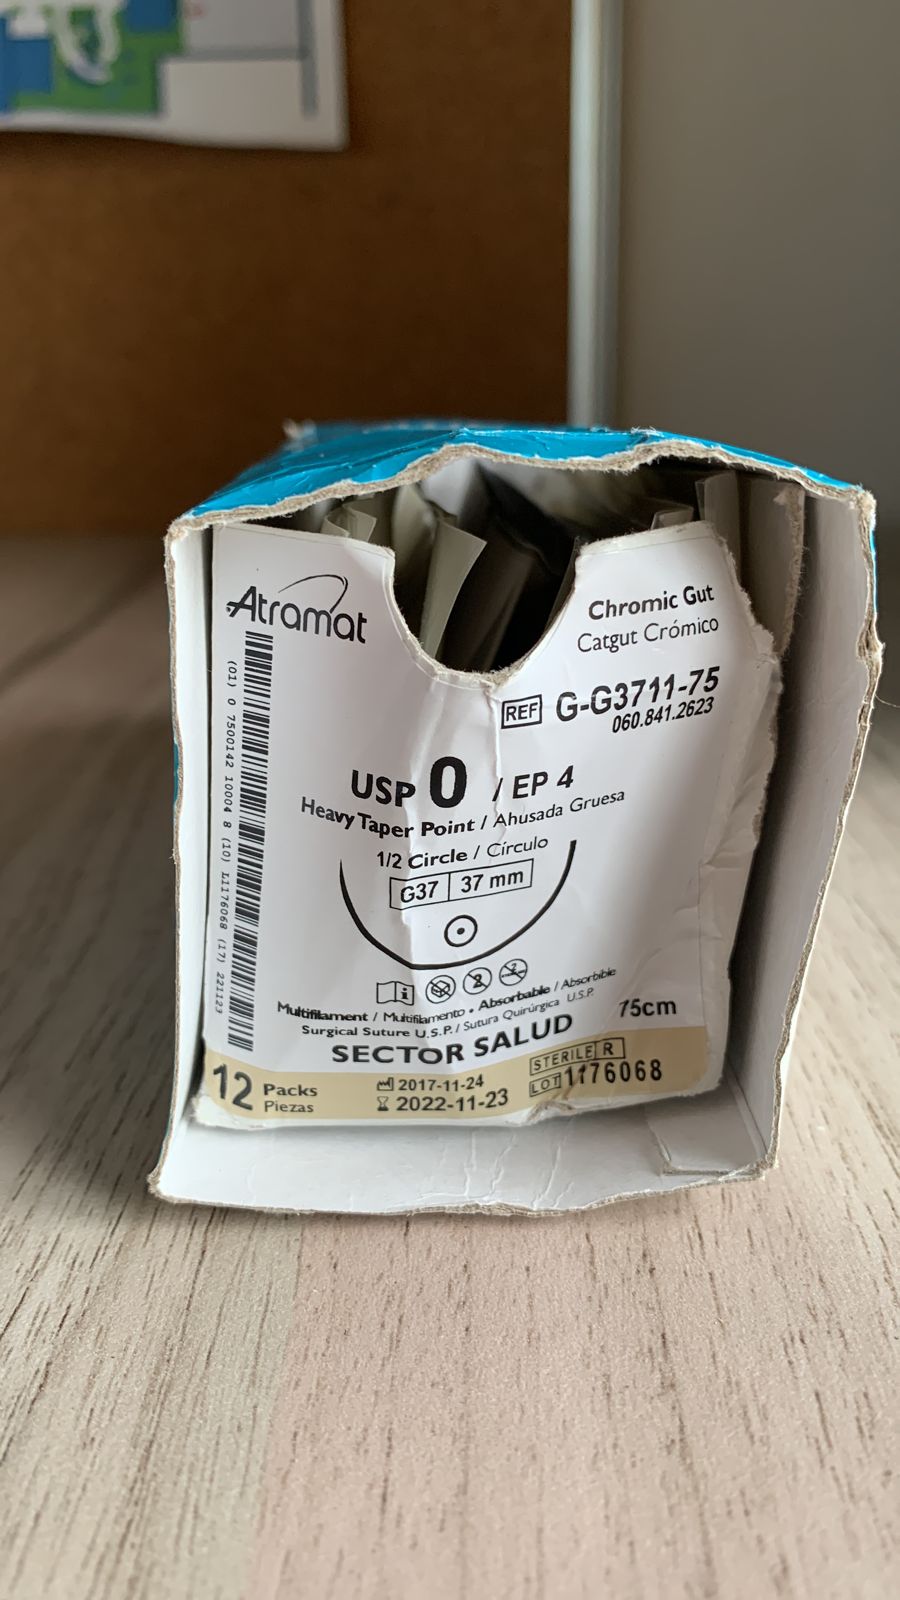 Atramat
Chromic Gut
Catgut Crómico
REF G-G3711-75
060.841.2623
USP 0 / EP 4
Heavy Taper Point / Ahusada Gruesa
1/2 Circle / Círculo
G37 37 mm
(01) 0 7500142 10004 8 (10) L1176068 (17) 221123
Multifilament / Multifilamento • Absorbable / Absorbible
Surgical Suture U.S.P. / Sutura Quirúrgica U.S.P.
75cm
SECTOR SALUD
STERILE R
12 Packs
Piezas
2017-11-24
2022-11-23
LOT 1176068